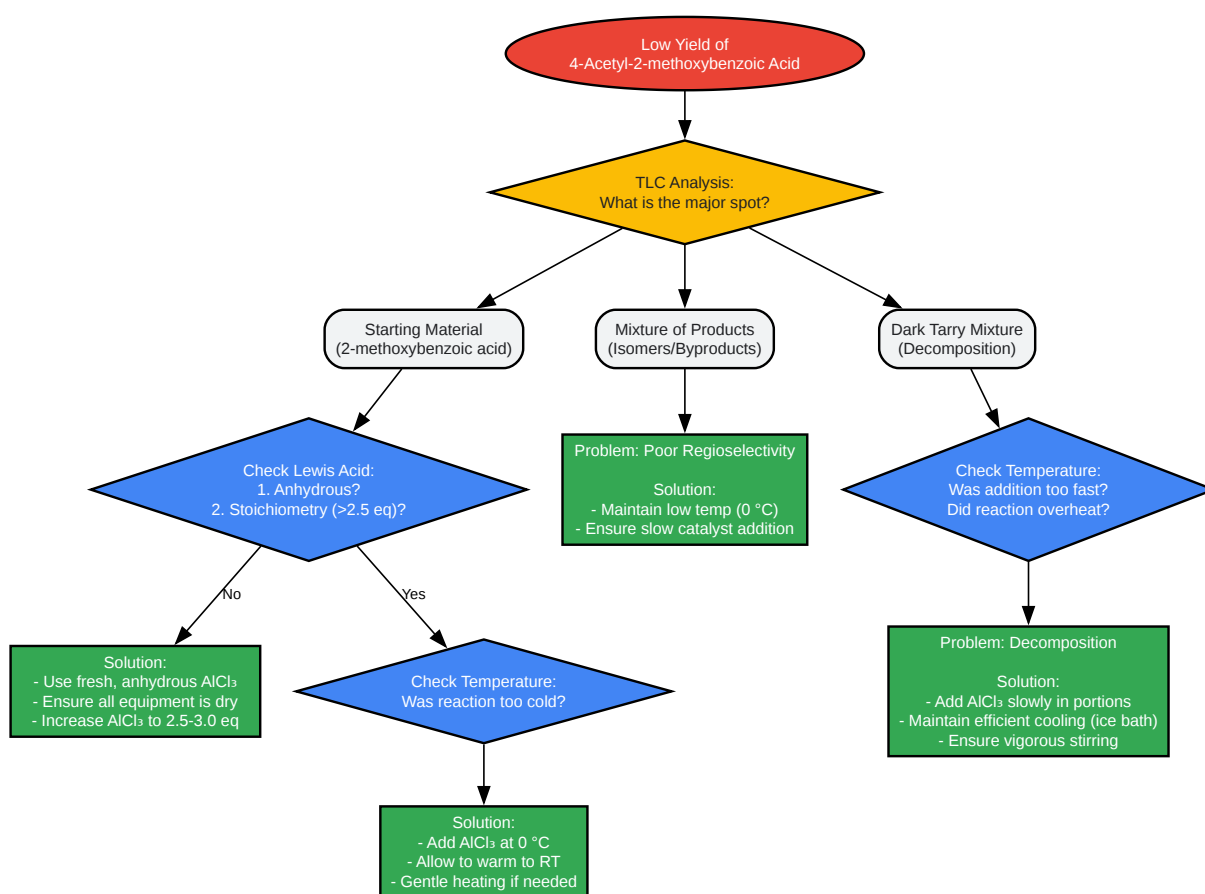 Low Yield of
4-Acetyl-2-methoxybenzoic Acid
TLC Analysis:
What is the major spot?
Starting Material
(2-methoxybenzoic acid)
Mixture of Products
(Isomers/Byproducts)
Dark Tarry Mixture
(Decomposition)
Check Lewis Acid:
1. Anhydrous?
2. Stoichiometry (>2.5 eq)?
Problem: Poor Regioselectivity
Solution:
- Maintain low temp (0 °C)
- Ensure slow catalyst addition
Check Temperature:
Was addition too fast?
Did reaction overheat?
No
Yes
Solution:
- Use fresh, anhydrous AlCl₃
- Ensure all equipment is dry
- Increase AlCl₃ to 2.5-3.0 eq
Check Temperature:
Was reaction too cold?
Problem: Decomposition
Solution:
- Add AlCl₃ slowly in portions
- Maintain efficient cooling (ice bath)
- Ensure vigorous stirring
Solution:
- Add AlCl₃ at 0 °C
- Allow to warm to RT
- Gentle heating if needed